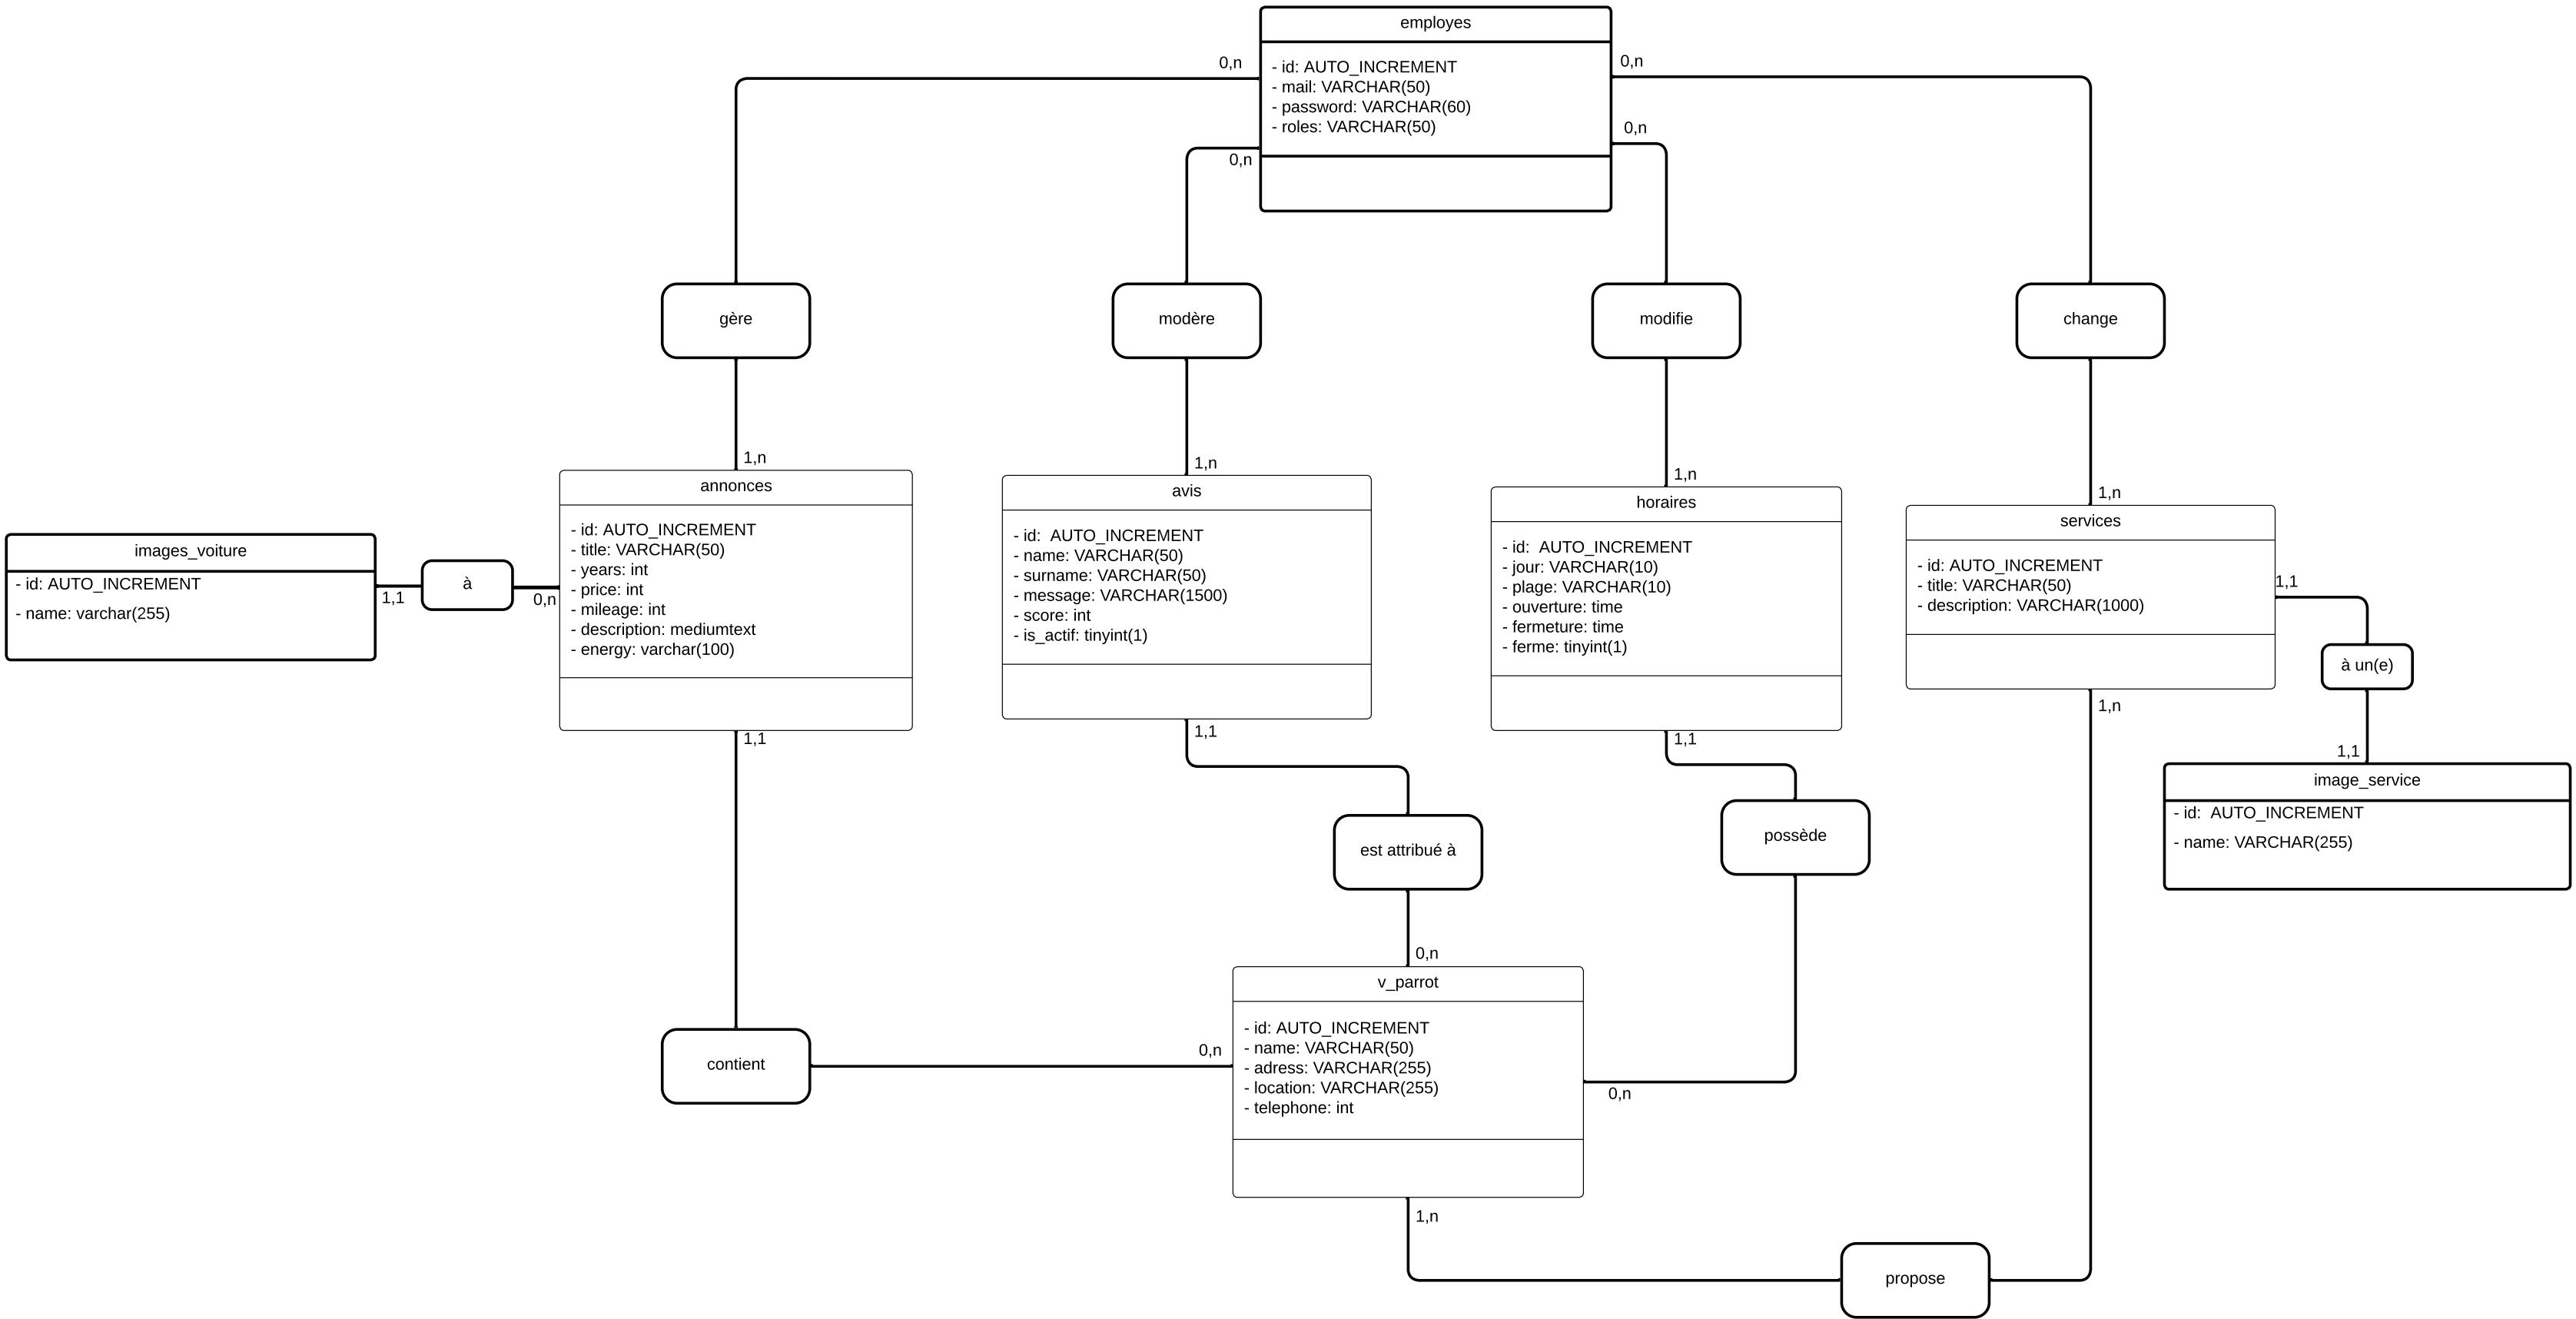 employes
- id: AUTO_INCREMENT
- mail: VARCHAR(50)
- password: VARCHAR(60)
- roles: VARCHAR(50)
0,n
0,n
0,n
0,n
gère
modère
modifie
change
1,n
1,n
1,n
1,n
images_voiture
- id: AUTO_INCREMENT
- name: varchar(255)
1,1
à
0,n
annonces
- id: AUTO_INCREMENT
- title: VARCHAR(50)
- years: int
- price: int
- mileage: int
- description: mediumtext
- energy: varchar(100)
1,1
avis
- id:  AUTO_INCREMENT
- name: VARCHAR(50)
- surname: VARCHAR(50)
- message: VARCHAR(1500)
- score: int
- is_actif: tinyint(1)
1,1
horaires
- id:  AUTO_INCREMENT
- jour: VARCHAR(10)
- plage: VARCHAR(10)
- ouverture: time
- fermeture: time
- ferme: tinyint(1)
1,1
services
- id: AUTO_INCREMENT
- title: VARCHAR(50)
- description: VARCHAR(1000)
1,1
1,n
à un(e)
1,1
image_service
- id:  AUTO_INCREMENT
- name: VARCHAR(255)
est attribué à
possède
0,n
contient
0,n
v_parrot
- id: AUTO_INCREMENT
- name: VARCHAR(50)
- adress: VARCHAR(255)
- location: VARCHAR(255)
- telephone: int
0,n
1,n
propose